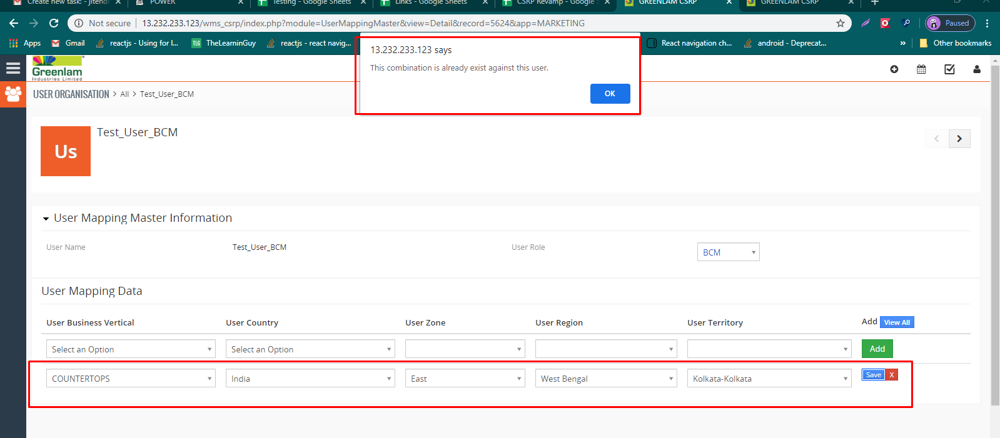 Create new task: - jitend
POWER
Testing - Google Sheets
Links - Google Sheets
CSRP Revamp - Google S
GREENLAM CSRP
GREENLAM CSRP
Not secure
13.232.233.123/wms_csrp/index.php?module=UserMappingMaster&view=Detail&record=5624&app=MARKETING
Paused
Apps
Gmail
reactjs - Using for l...
TLG
TheLearninGuy
reactjs - react navig...
React navigation ch...
android - Deprecat...
»
Other bookmarks
13.232.233.123 says
This combination is already exist against this user.
OK
Greenlam
Industries Limited
USER ORGANISATION > All > Test_User_BCM
Us
Test_User_BCM
User Mapping Master Information
User Name
Test_User_BCM
User Role
BCM
User Mapping Data
User Business Vertical
User Country
User Zone
User Region
User Territory
Add
View All
Select an Option
Select an Option
Add
COUNTERTOPS
India
East
West Bengal
Kolkata-Kolkata
Save
X